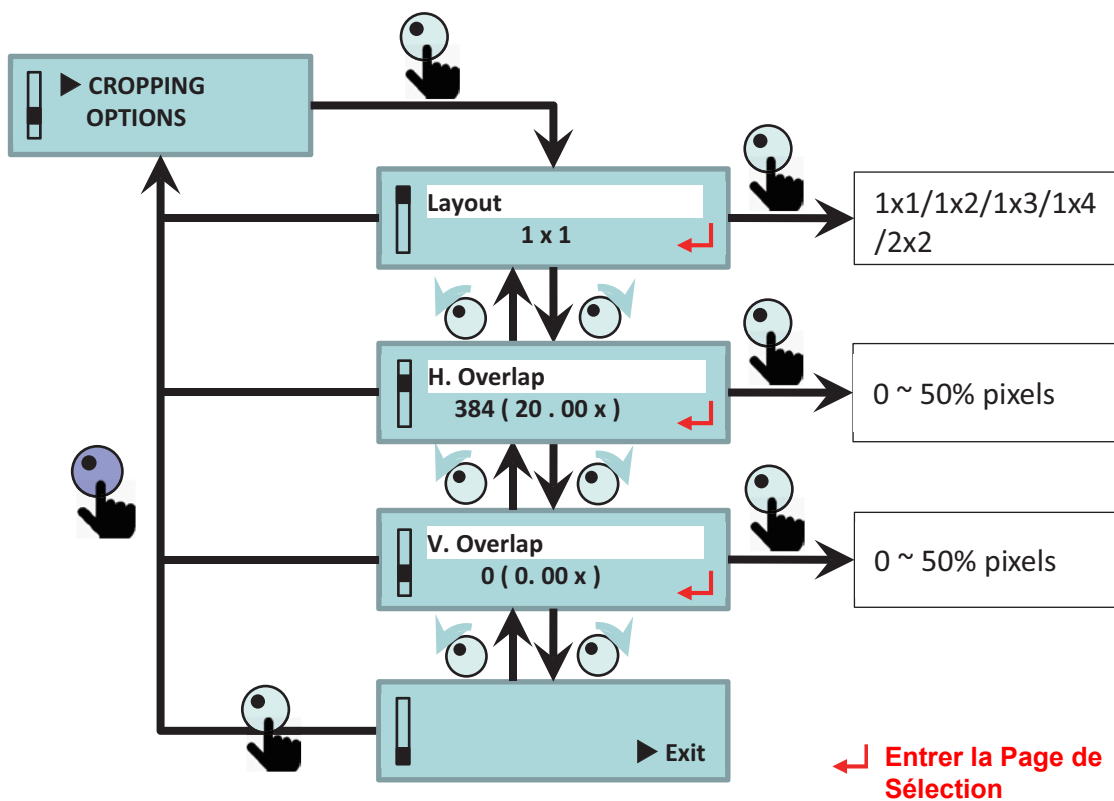 ▶ CROPPING
OPTIONS
Layout
1 x 1
1x1/1x2/1x3/1x4
/2x2
H. Overlap
384 ( 20 . 00 x )
0 ~ 50% pixels
V. Overlap
0 ( 0. 00 x )
0 ~ 50% pixels
▶ Exit
Entrer la Page de
Sélection